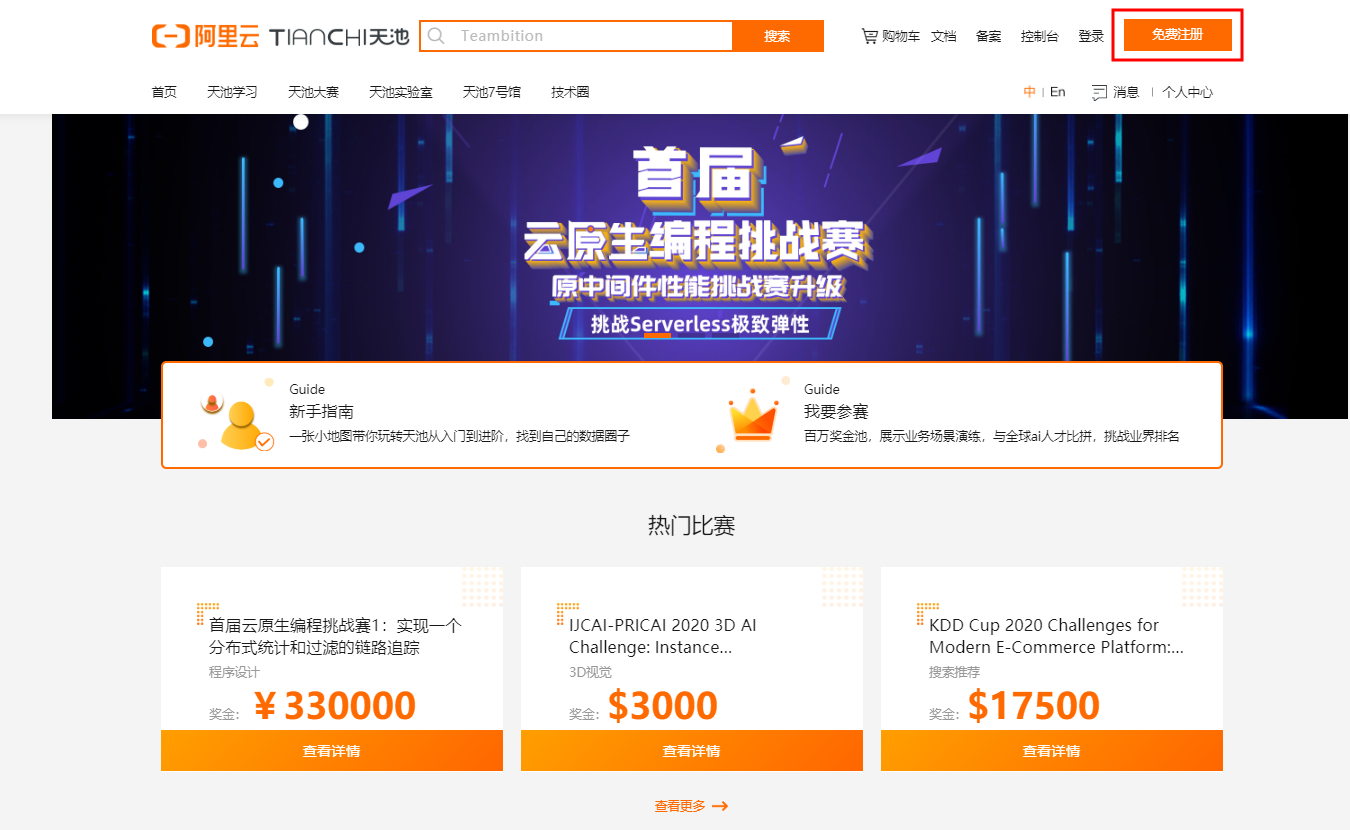 阿里云 TIANCHI天池 Teambition 搜索 购物车 文档 备案 控制台 登录 免费注册
首页 天池学习 天池大赛 天池实验室 天池7号馆 技术圈 中 | En 消息 | 个人中心
首届
云原生编程挑战赛
原中间件性能挑战赛升级
挑战Serverless极致弹性
Guide
新手指南
一张小地图带你玩转天池从入门到进阶，找到自己的数据圈子
Guide
我要参赛
百万奖金池，展示业务场景演练，与全球ai人才比拼，挑战业界排名
热门比赛
首届云原生编程挑战赛1：实现一个
分布式统计和过滤的链路追踪
程序设计
奖金: ¥330000
查看详情
IJCAI-PRICAI 2020 3D AI
Challenge: Instance...
3D视觉
奖金: $3000
查看详情
KDD Cup 2020 Challenges for
Modern E-Commerce Platform:...
搜索推荐
奖金: $17500
查看详情
查看更多 →